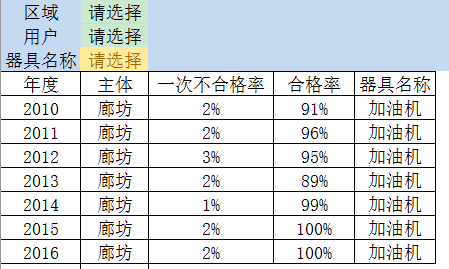 区域 请选择
用户 请选择
器具名称 请选择
年度 主体 一次不合格率 合格率 器具名称
2010 廊坊 2% 91% 加油机
2011 廊坊 2% 96% 加油机
2012 廊坊 3% 95% 加油机
2013 廊坊 2% 89% 加油机
2014 廊坊 1% 99% 加油机
2015 廊坊 2% 100% 加油机
2016 廊坊 2% 100% 加油机